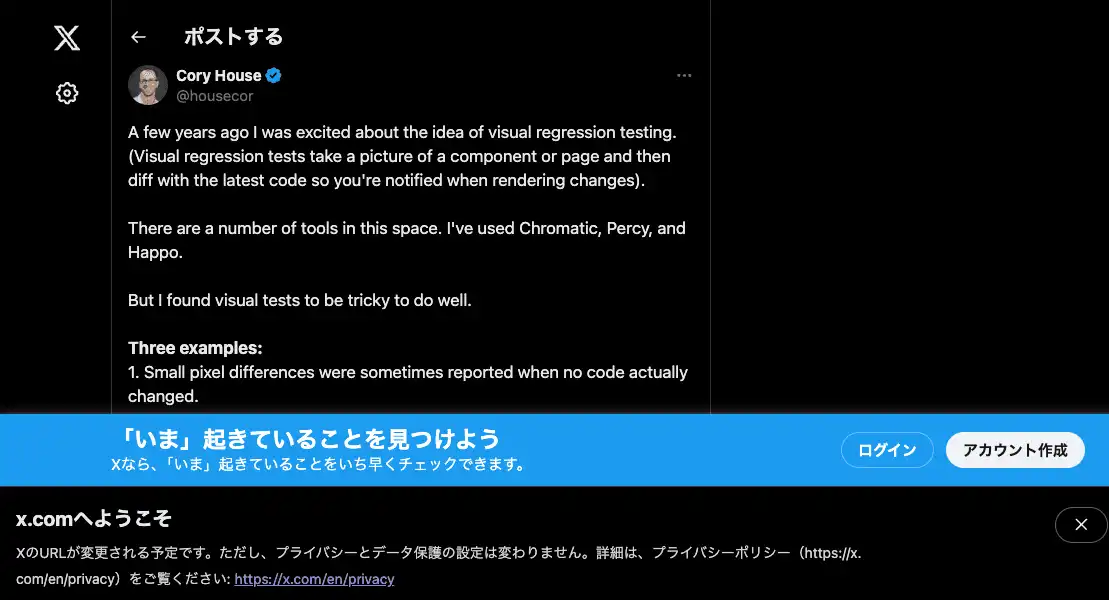 ポストする
Cory House
@housecor
A few years ago I was excited about the idea of visual regression testing.
(Visual regression tests take a picture of a component or page and then
diff with the latest code so you're notified when rendering changes).
There are a number of tools in this space. I've used Chromatic, Percy, and
Happo.
But I found visual tests to be tricky to do well.
Three examples:
1. Small pixel differences were sometimes reported when no code actually
changed.
「いま」起きていることを見つけよう
Xなら、「いま」起きていることをいち早くチェックできます。
ログイン
アカウント作成
x.comへようこそ
XのURLが変更される予定です。ただし、プライバシーとデータ保護の設定は変わりません。詳細は、プライバシーポリシー（https://x.
com/en/privacy）をご覧ください: https://x.com/en/privacy